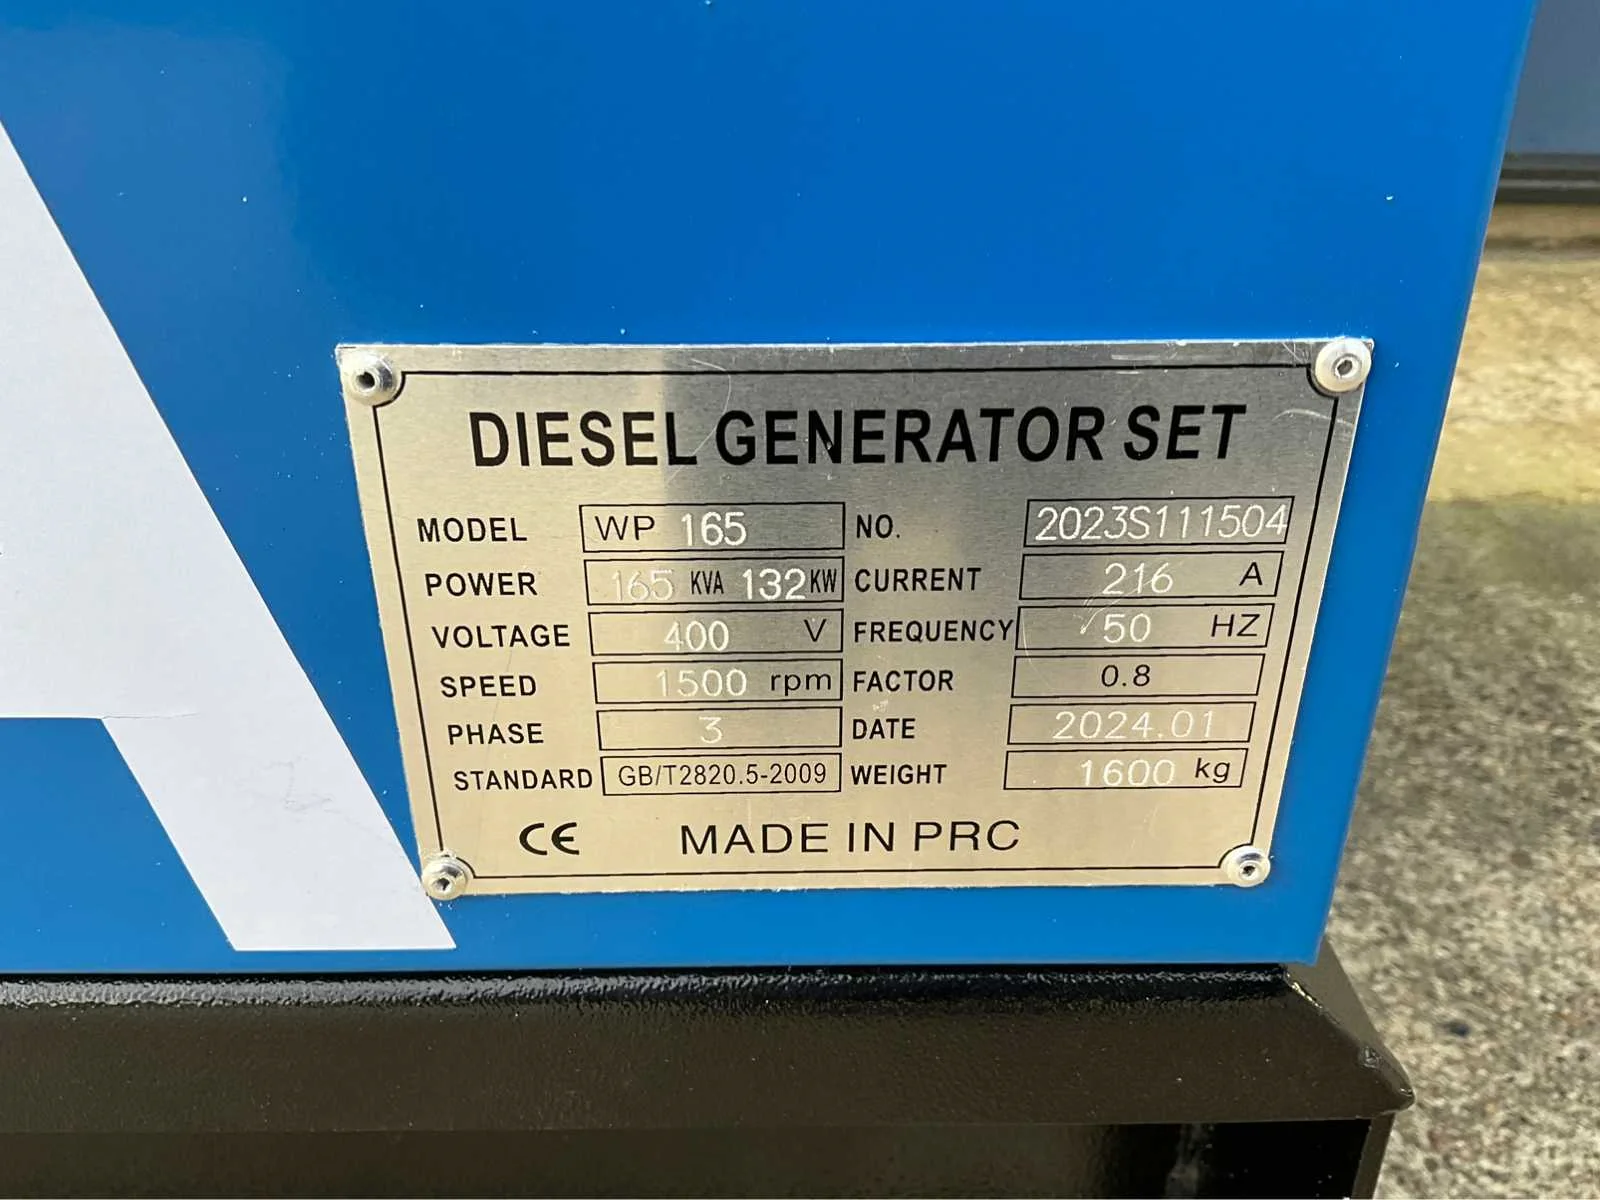 DIESEL GENERATOR SET
MODEL WP 165 NO. 2023S111504
POWER 165 KVA 132 KW CURRENT 216 A
VOLTAGE 400 V FREQUENCY 50 HZ
SPEED 1500 rpm FACTOR 0.8
PHASE 3 DATE 2024.01
STANDARD GB/T2820.5-2009 WEIGHT 1600 kg
CE MADE IN PRC